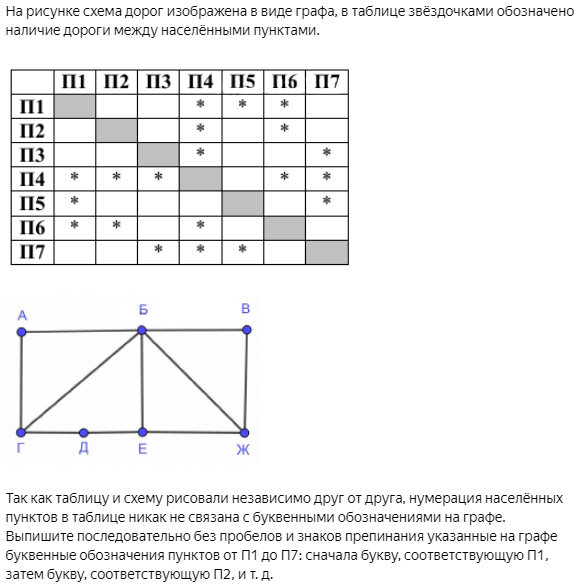 На рисунке схема дорог изображена в виде графа, в таблице звёздочками обозначено
наличие дороги между населёнными пунктами.
П1 П2 П3 П4 П5 П6 П7
П1 * * *
П2 * *
П3 * *
П4 * * * * *
П5 * *
П6 * * *
П7 * * *
А Б В
Г Д Е Ж
Так как таблицу и схему рисовали независимо друг от друга, нумерация населённых
пунктов в таблице никак не связана с буквенными обозначениями на графе.
Выпишите последовательно без пробелов и знаков препинания указанные на графе
буквенные обозначения пунктов от П1 до П7: сначала букву, соответствующую П1,
затем букву, соответствующую П2, и т. д.